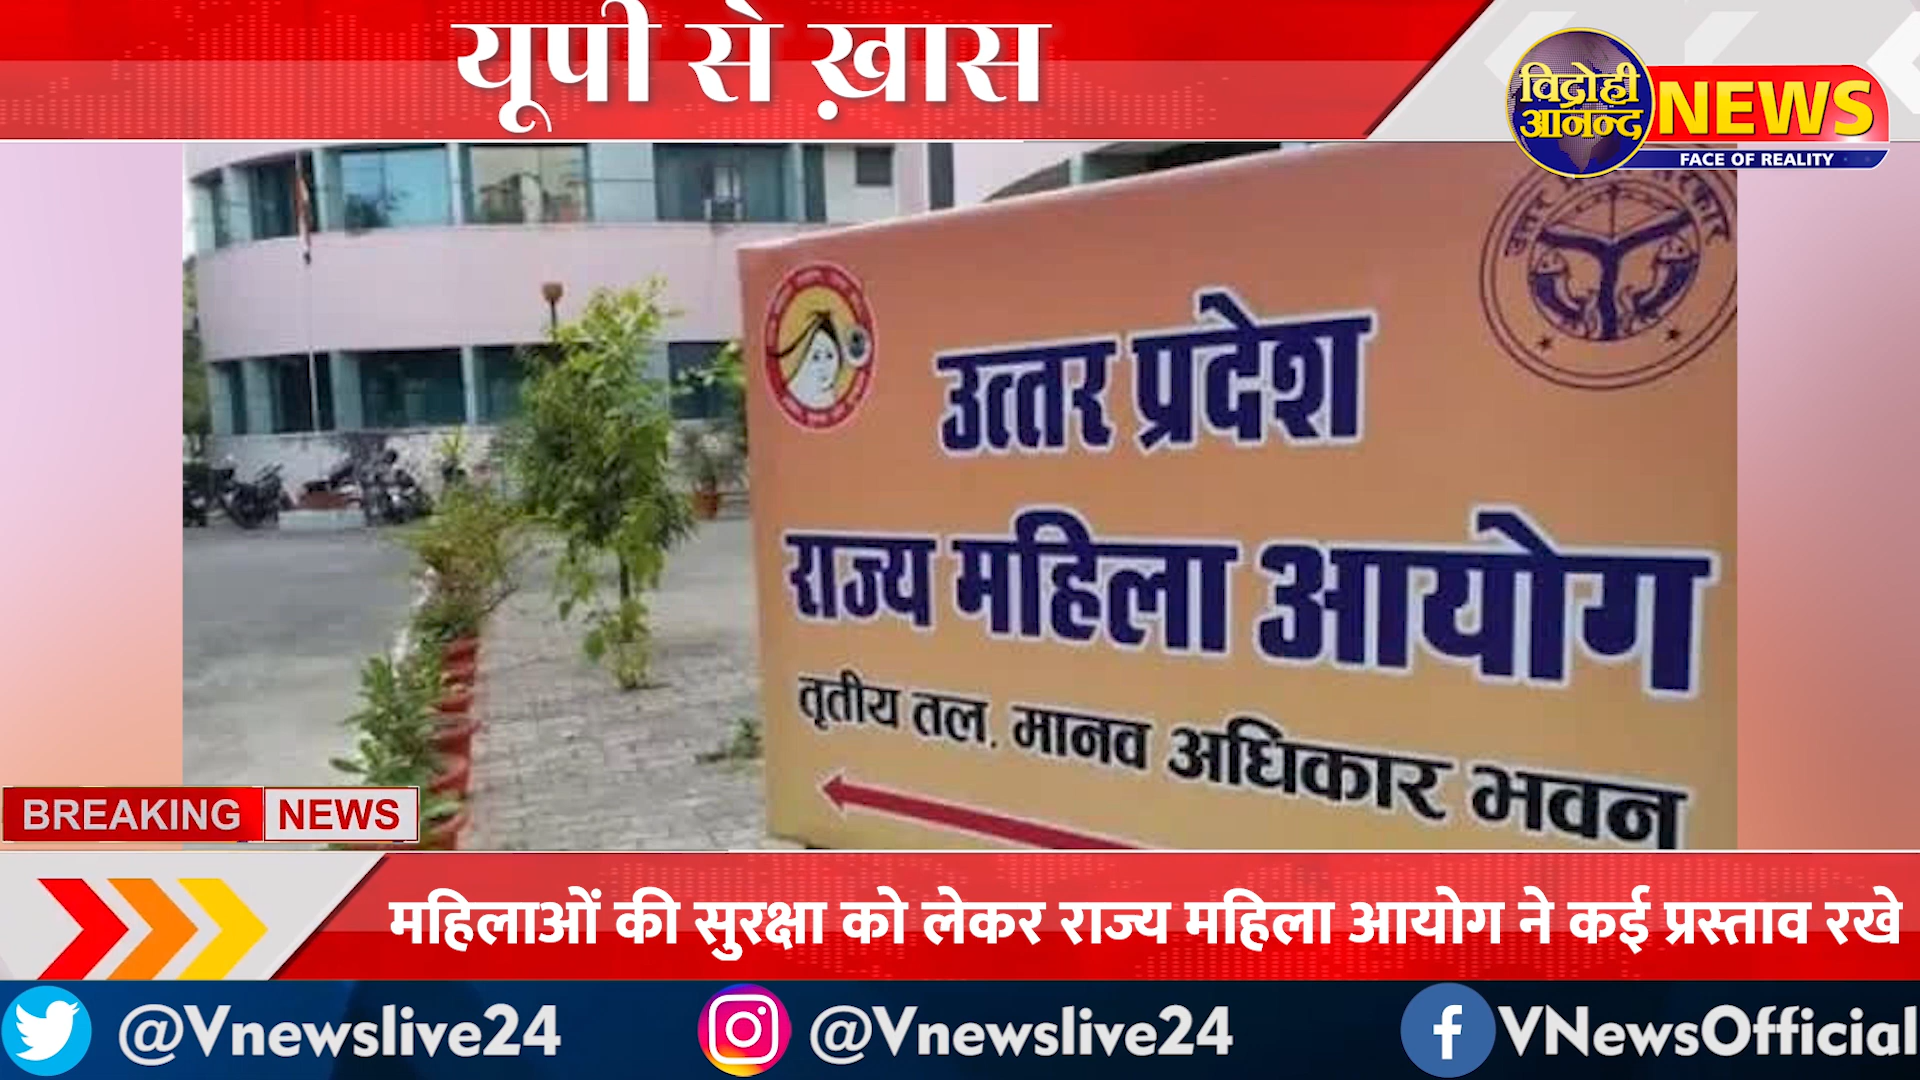 यूपी से ख़ास
विद्रोही
आनन्द
NEWS
FACE OF REALITY
उत्तर प्रदेश
राज्य महिला आयोग
तृतीय तल, मानव अधिकार भवन
BREAKING NEWS
महिलाओं की सुरक्षा को लेकर राज्य महिला आयोग ने कई प्रस्ताव रखे
@Vnewslive24
@Vnewslive24
VNewsOfficial